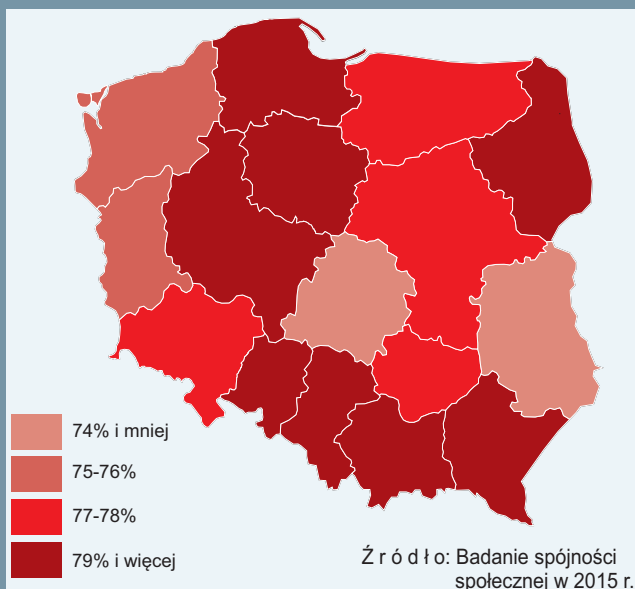 74% i mniej
75-76%
77-78%
79% i więcej
Ź r ó d ł o: Badanie spójności
społecznej w 2015 r.